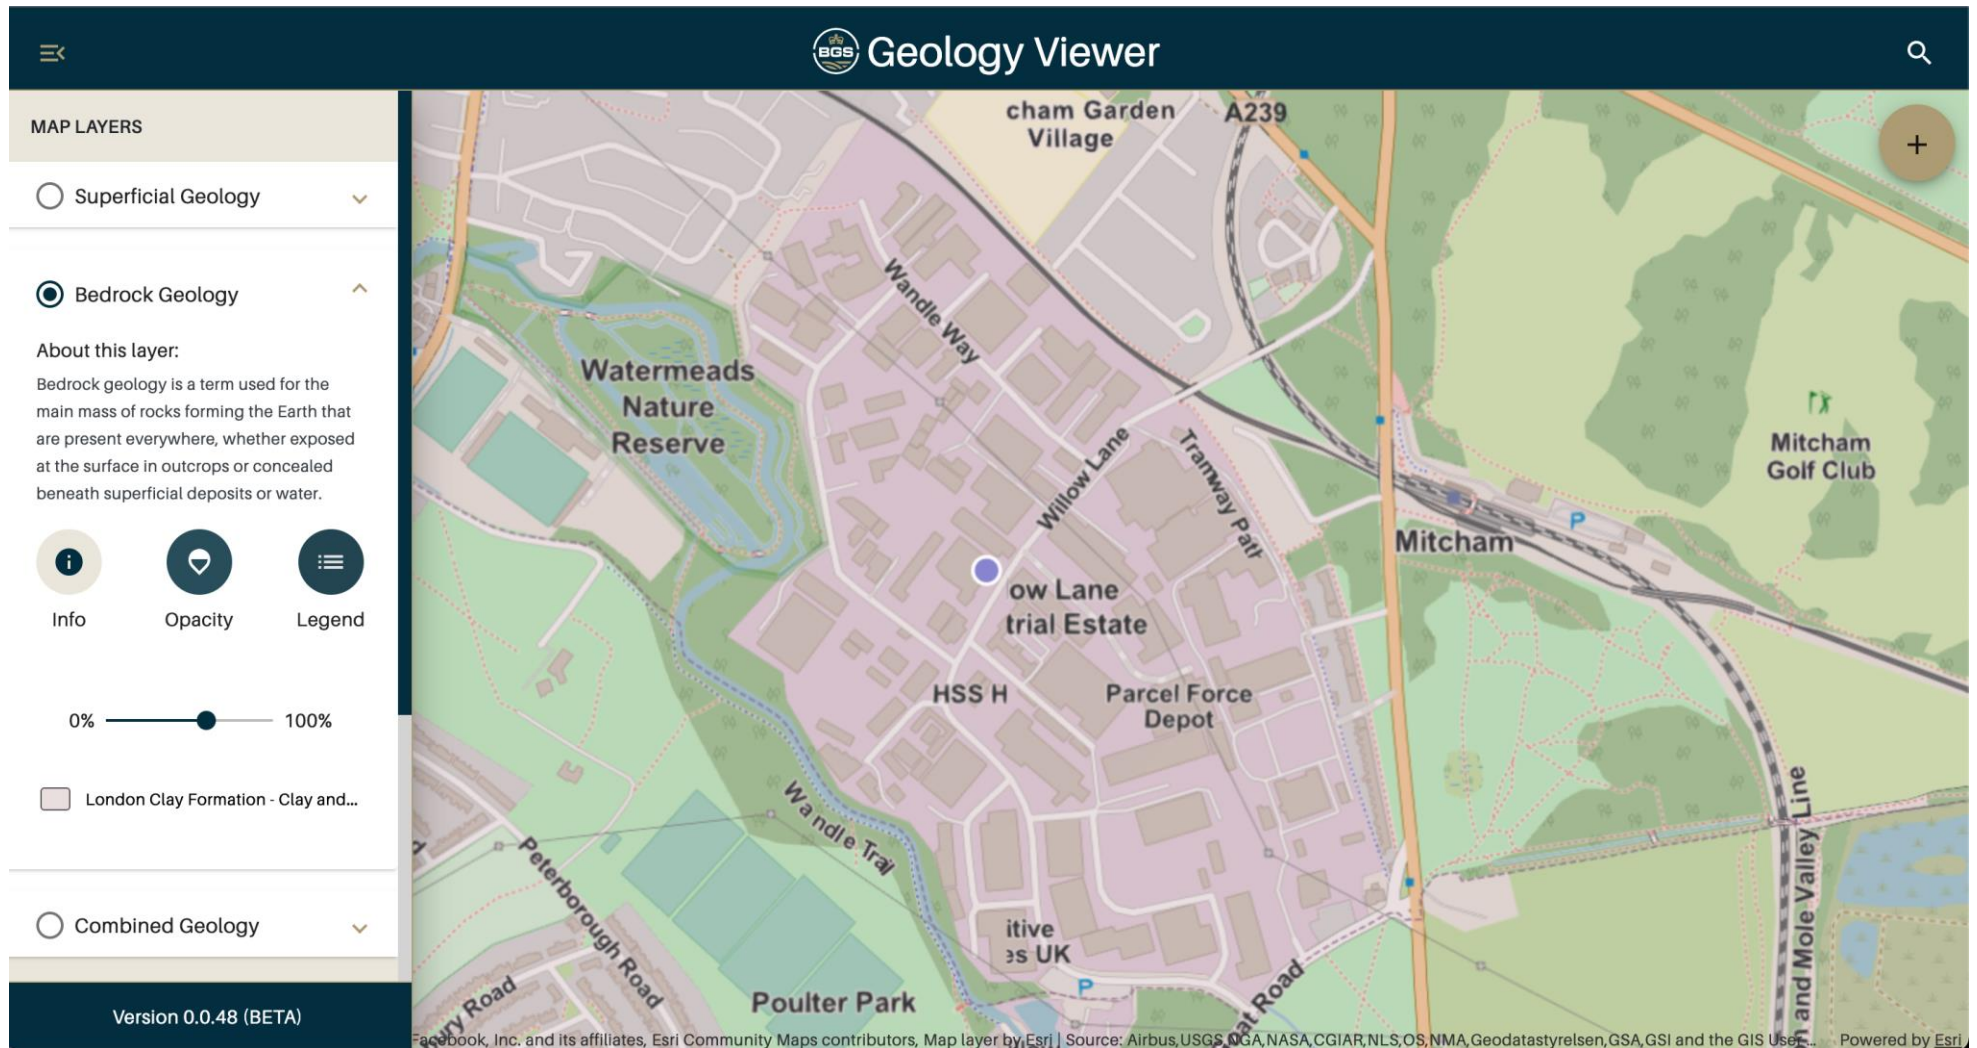 BGS Geology Viewer
MAP LAYERS
Superficial Geology
Bedrock Geology
About this layer:
Bedrock geology is a term used for the
main mass of rocks forming the Earth that
are present everywhere, whether exposed
at the surface in outcrops or concealed
beneath superficial deposits or water.
Info
Opacity
Legend
0%
100%
London Clay Formation - Clay and...
Combined Geology
Version 0.0.48 (BETA)
cham Garden
Village
A239
+
Wandle Way
Watermeads
Nature
Reserve
Willow Lane
Tramway Path
Mitcham
Golf Club
P
Mitcham
ow Lane
trial Estate
HSS H
Parcel Force
Depot
Wandle Trail
Peterborough Road
n and Mole Valley Line
itive
es UK
P
Poulter Park
ury Road
oat Road
Facebook, Inc. and its affiliates, Esri Community Maps contributors, Map layer by Esri | Source: Airbus,USGS,NGA,NASA,CGIAR,NLS,OS,NMA,Geodatastyrelsen,GSA,GSI and the GIS User...
Powered by Esri